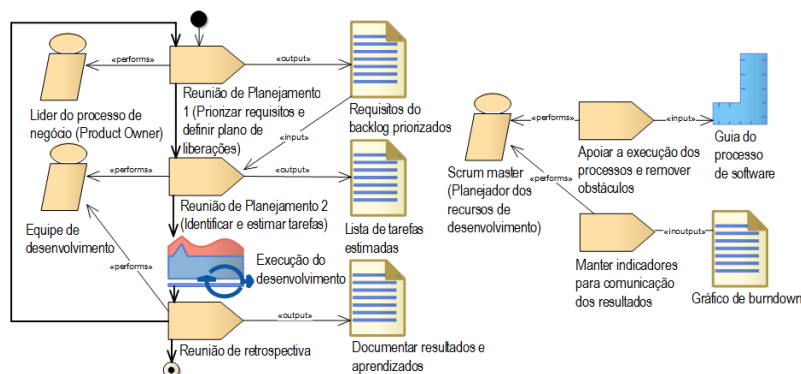 «performs»
«output»
Líder do processo de
negócio (Product Owner)
Reunião de Planejamento
1 (Priorizar requisitos e
definir plano de
liberações)
Requisitos do
backlog priorizados
«input»
«performs»
«output»
Equipe de
desenvolvimento
Reunião de Planejamento 2
(Identificar e estimar tarefas)
Lista de tarefas
estimadas
«performs»
Execução do
desenvolvimento
«output»
Reunião de retrospectiva
Documentar resultados e
aprendizados
«performs»
«input»
Scrum master
(Planejador dos
recursos de
desenvolvimento)
Apoiar a execução dos
processos e remover
obstáculos
Guia do
processo
de software
«performs»
«inoutput»
Manter indicadores
para comunicação
dos resultados
Gráfico de burndown